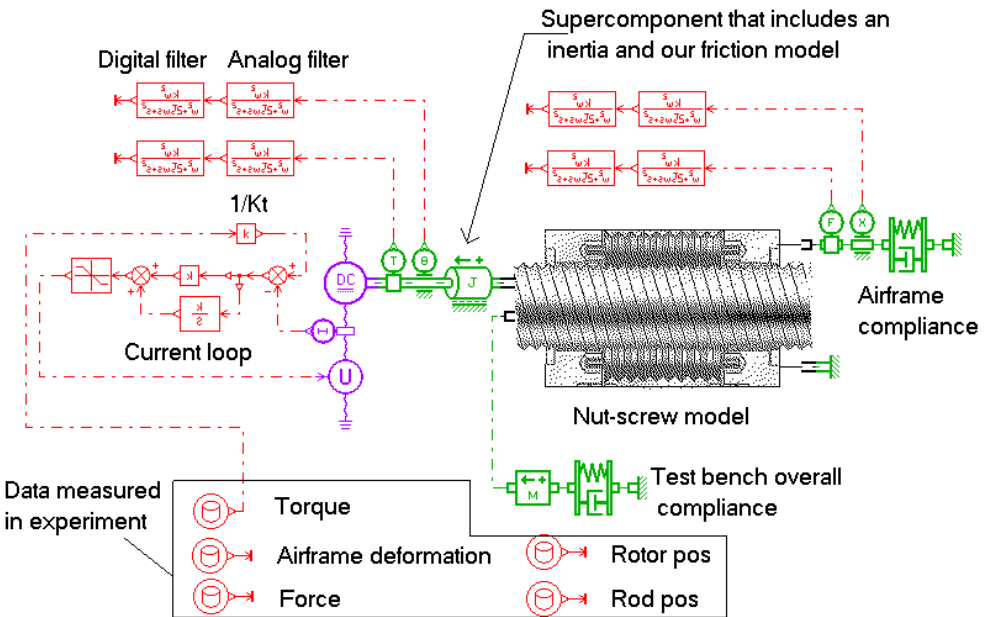 Supercomponent that includes an
inertia and our friction model
Digital filter
Analog filter
1/Kt
k
k
k
s
+
+
+
-
Current loop
DC
U
T
θ
J
F
X
Airframe
compliance
Nut-screw model
M
Test bench overall
compliance
Data measured
in experiment
Torque
Airframe deformation
Force
Rotor pos
Rod pos